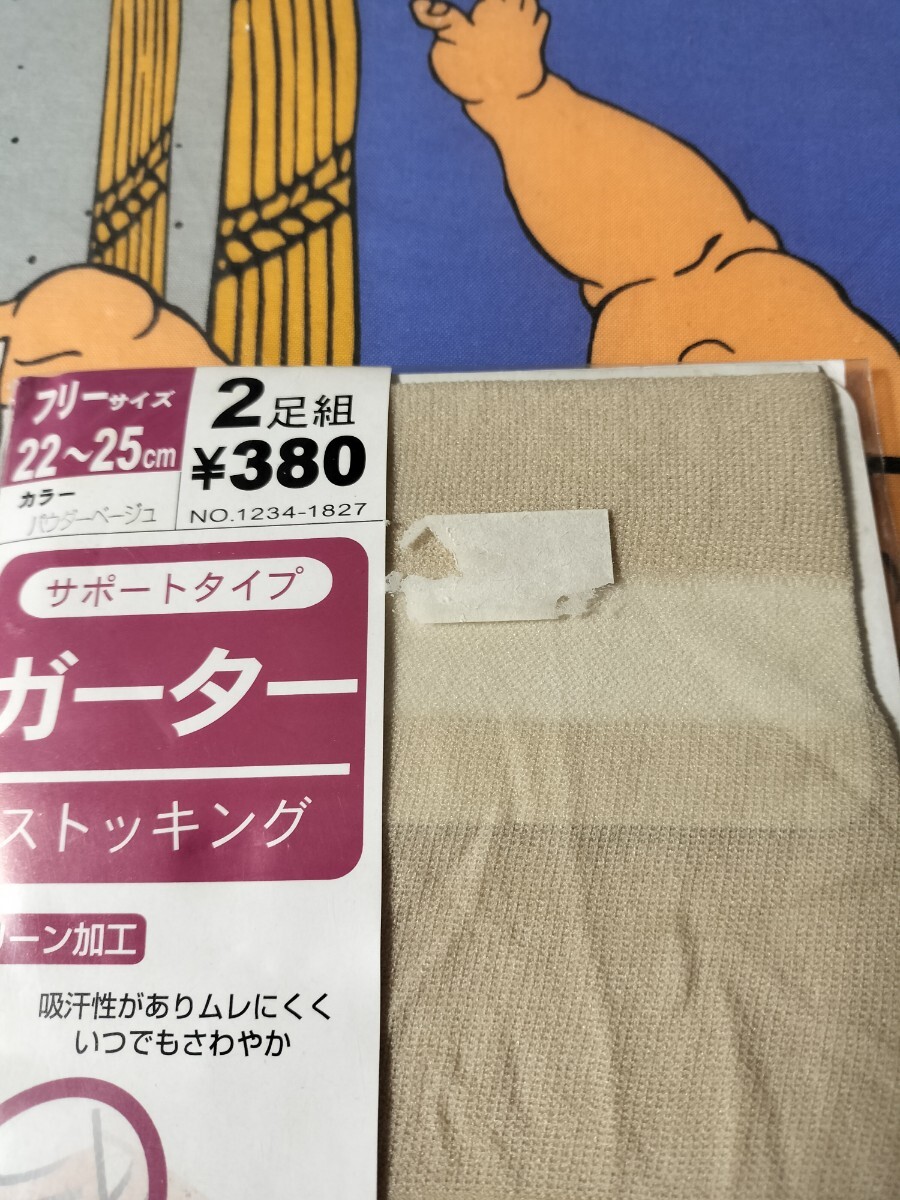 フリーサイズ
22～25cm
カラー
パウダーベージュ
2足組
¥380
NO.1234-1827
サポートタイプ
ガーター
ストッキング
リーン加工
吸汗性がありムレにくく
いつでもさわやか